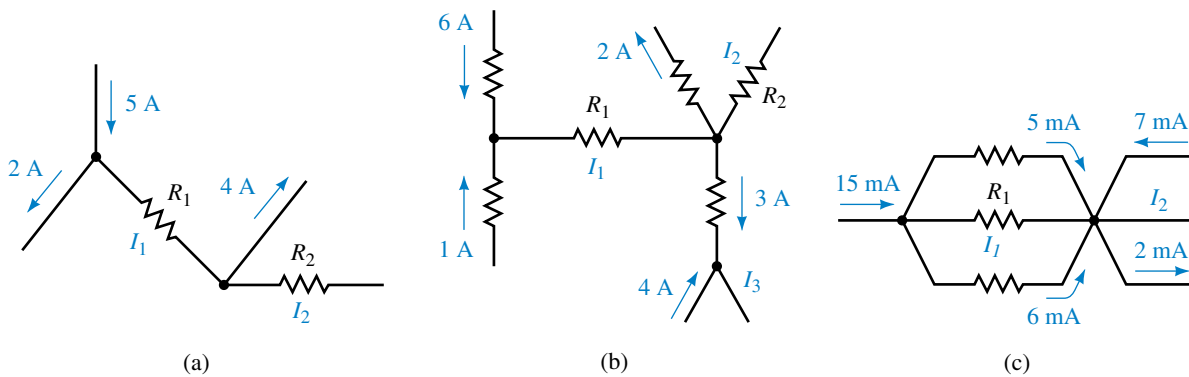 5 A
2 A
R1
I1
4 A
R2
I2
(a)
6 A
2 A
I2
R2
R1
I1
3 A
1 A
4 A
I3
(b)
5 mA
7 mA
15 mA
R1
I1
I2
2 mA
6 mA
(c)